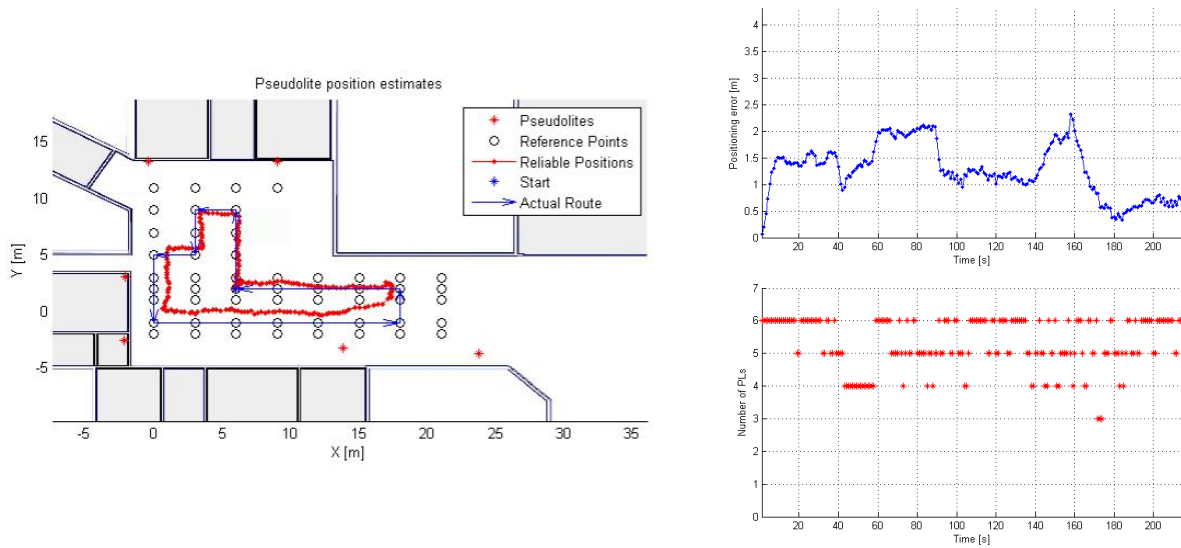 Pseudolite position estimates
Pseudolites
Reference Points
Reliable Positions
Start
Actual Route
15
10
5
0
-5
Y [m]
-5 0 5 10 15 20 25 30 35
X [m]
4
3.5
3
2.5
2
1.5
1
0.5
0
Positioning error [m]
20 40 60 80 100 120 140 160 180 200
Time [s]
7
6
5
4
3
2
1
0
Number of PLs
20 40 60 80 100 120 140 160 180 200
Time [s]